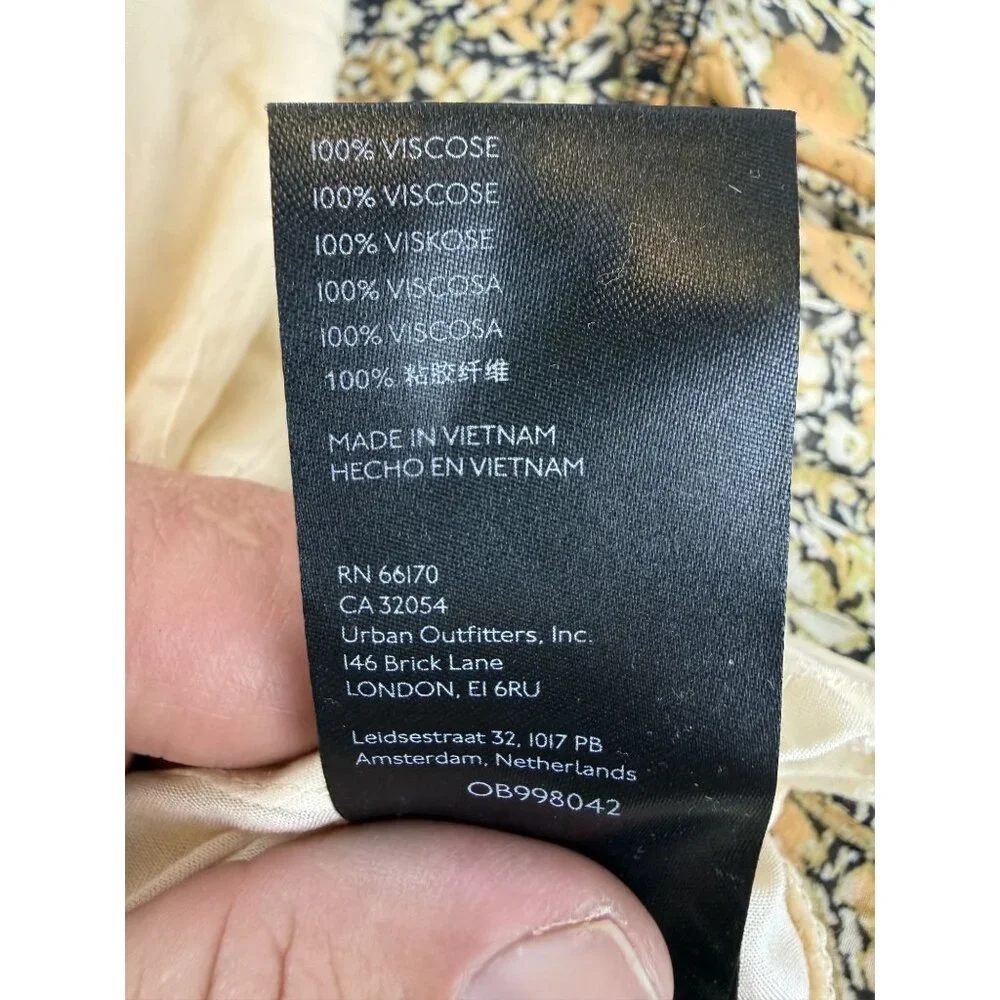 100% VISCOSE
100% VISCOSE
100% VISKOSE
100% VISCOSA
100% VISCOSA
100% 粘胶纤维
MADE IN VIETNAM
HECHO EN VIETNAM
RN 66170
CA 32054
Urban Outfitters, Inc.
146 Brick Lane
LONDON, E1 6RU
Leidsestraat 32, 1017 PB
Amsterdam, Netherlands
OB998042